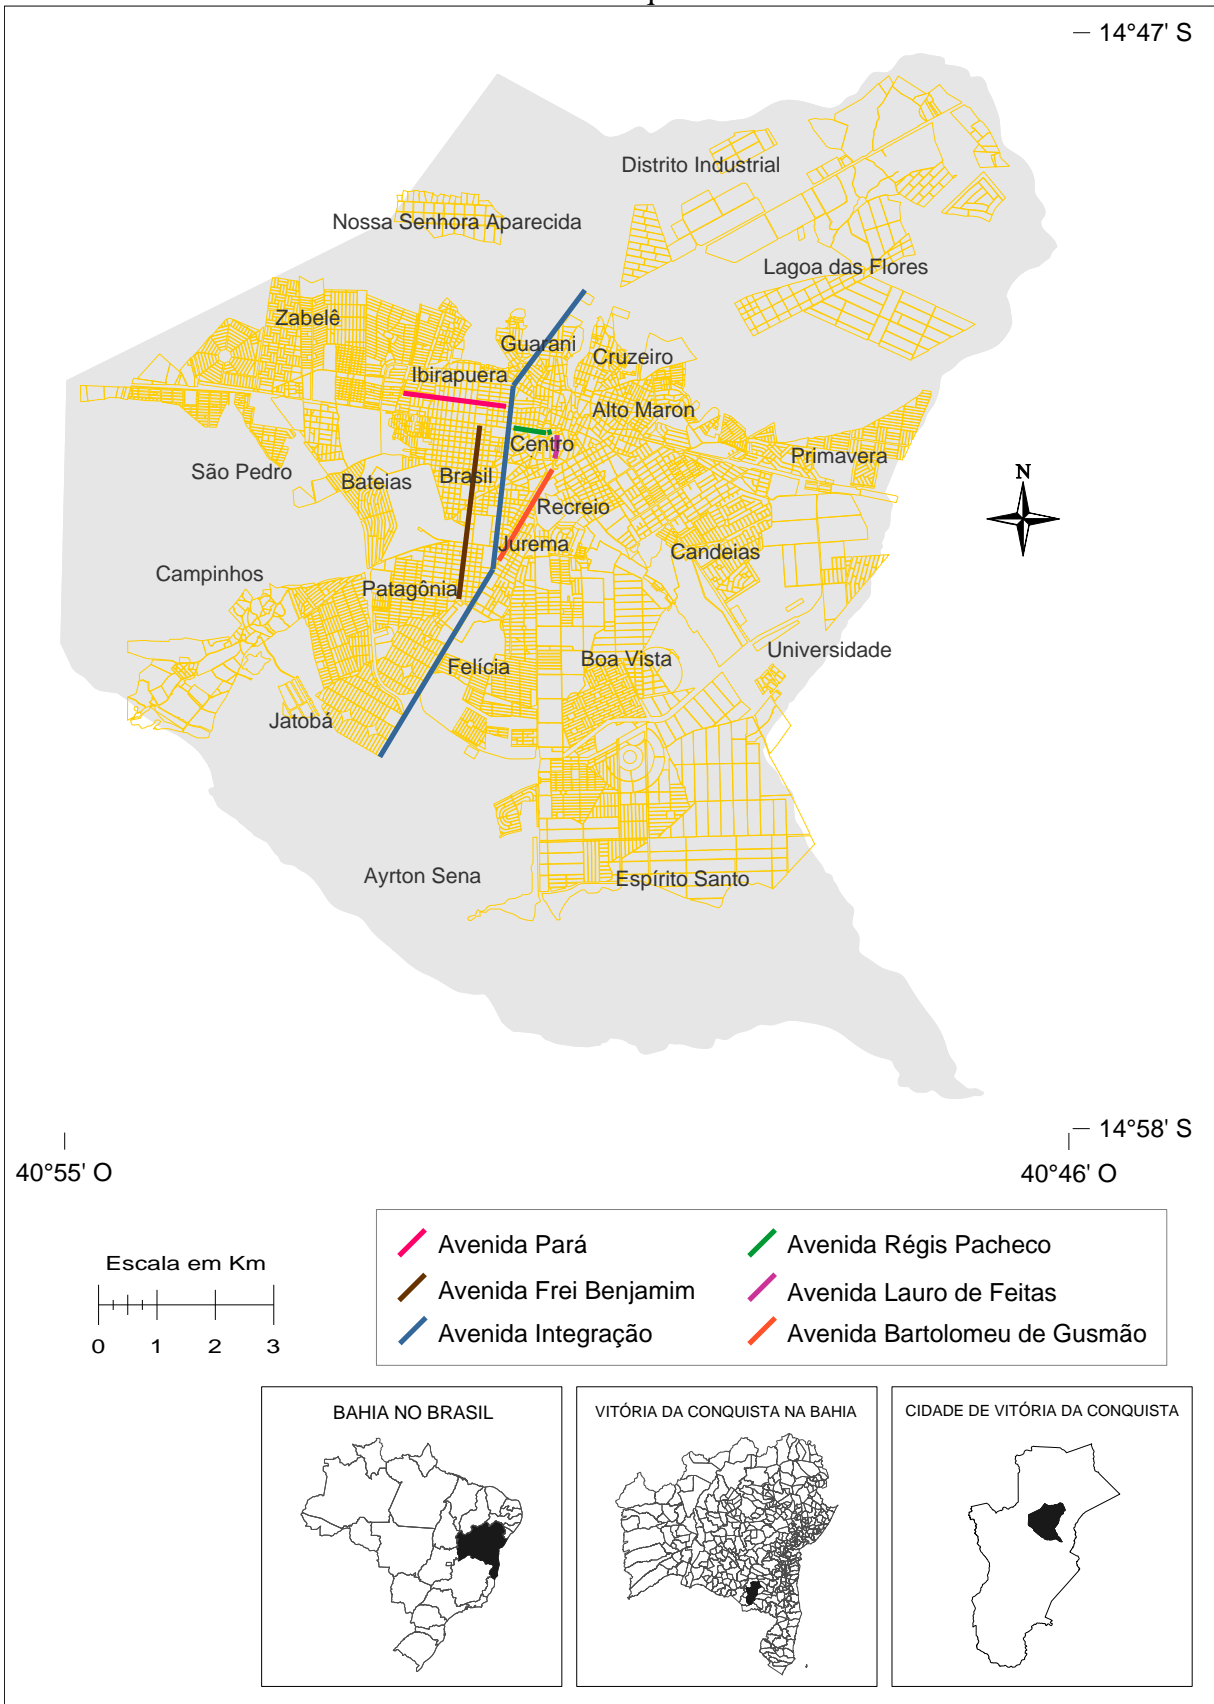 14°47' S
Distrito Industrial
Nossa Senhora Aparecida
Lagoa das Flores
Zabelê
Guarani
Cruzeiro
Ibirapuera
Alto Maron
Centro
Primavera
São Pedro
Bateias
Brasil
N
Recreio
Jurema
Candeias
Campinhos
Patagônia
Universidade
Felícia
Boa Vista
Jatobá
Ayrton Sena
Espírito Santo
14°58' S
40°55' O
40°46' O
Escala em Km
0 1 2 3
Avenida Pará
Avenida Frei Benjamim
Avenida Integração
Avenida Régis Pacheco
Avenida Lauro de Feitas
Avenida Bartolomeu de Gusmão
BAHIA NO BRASIL
VITÓRIA DA CONQUISTA NA BAHIA
CIDADE DE VITÓRIA DA CONQUISTA